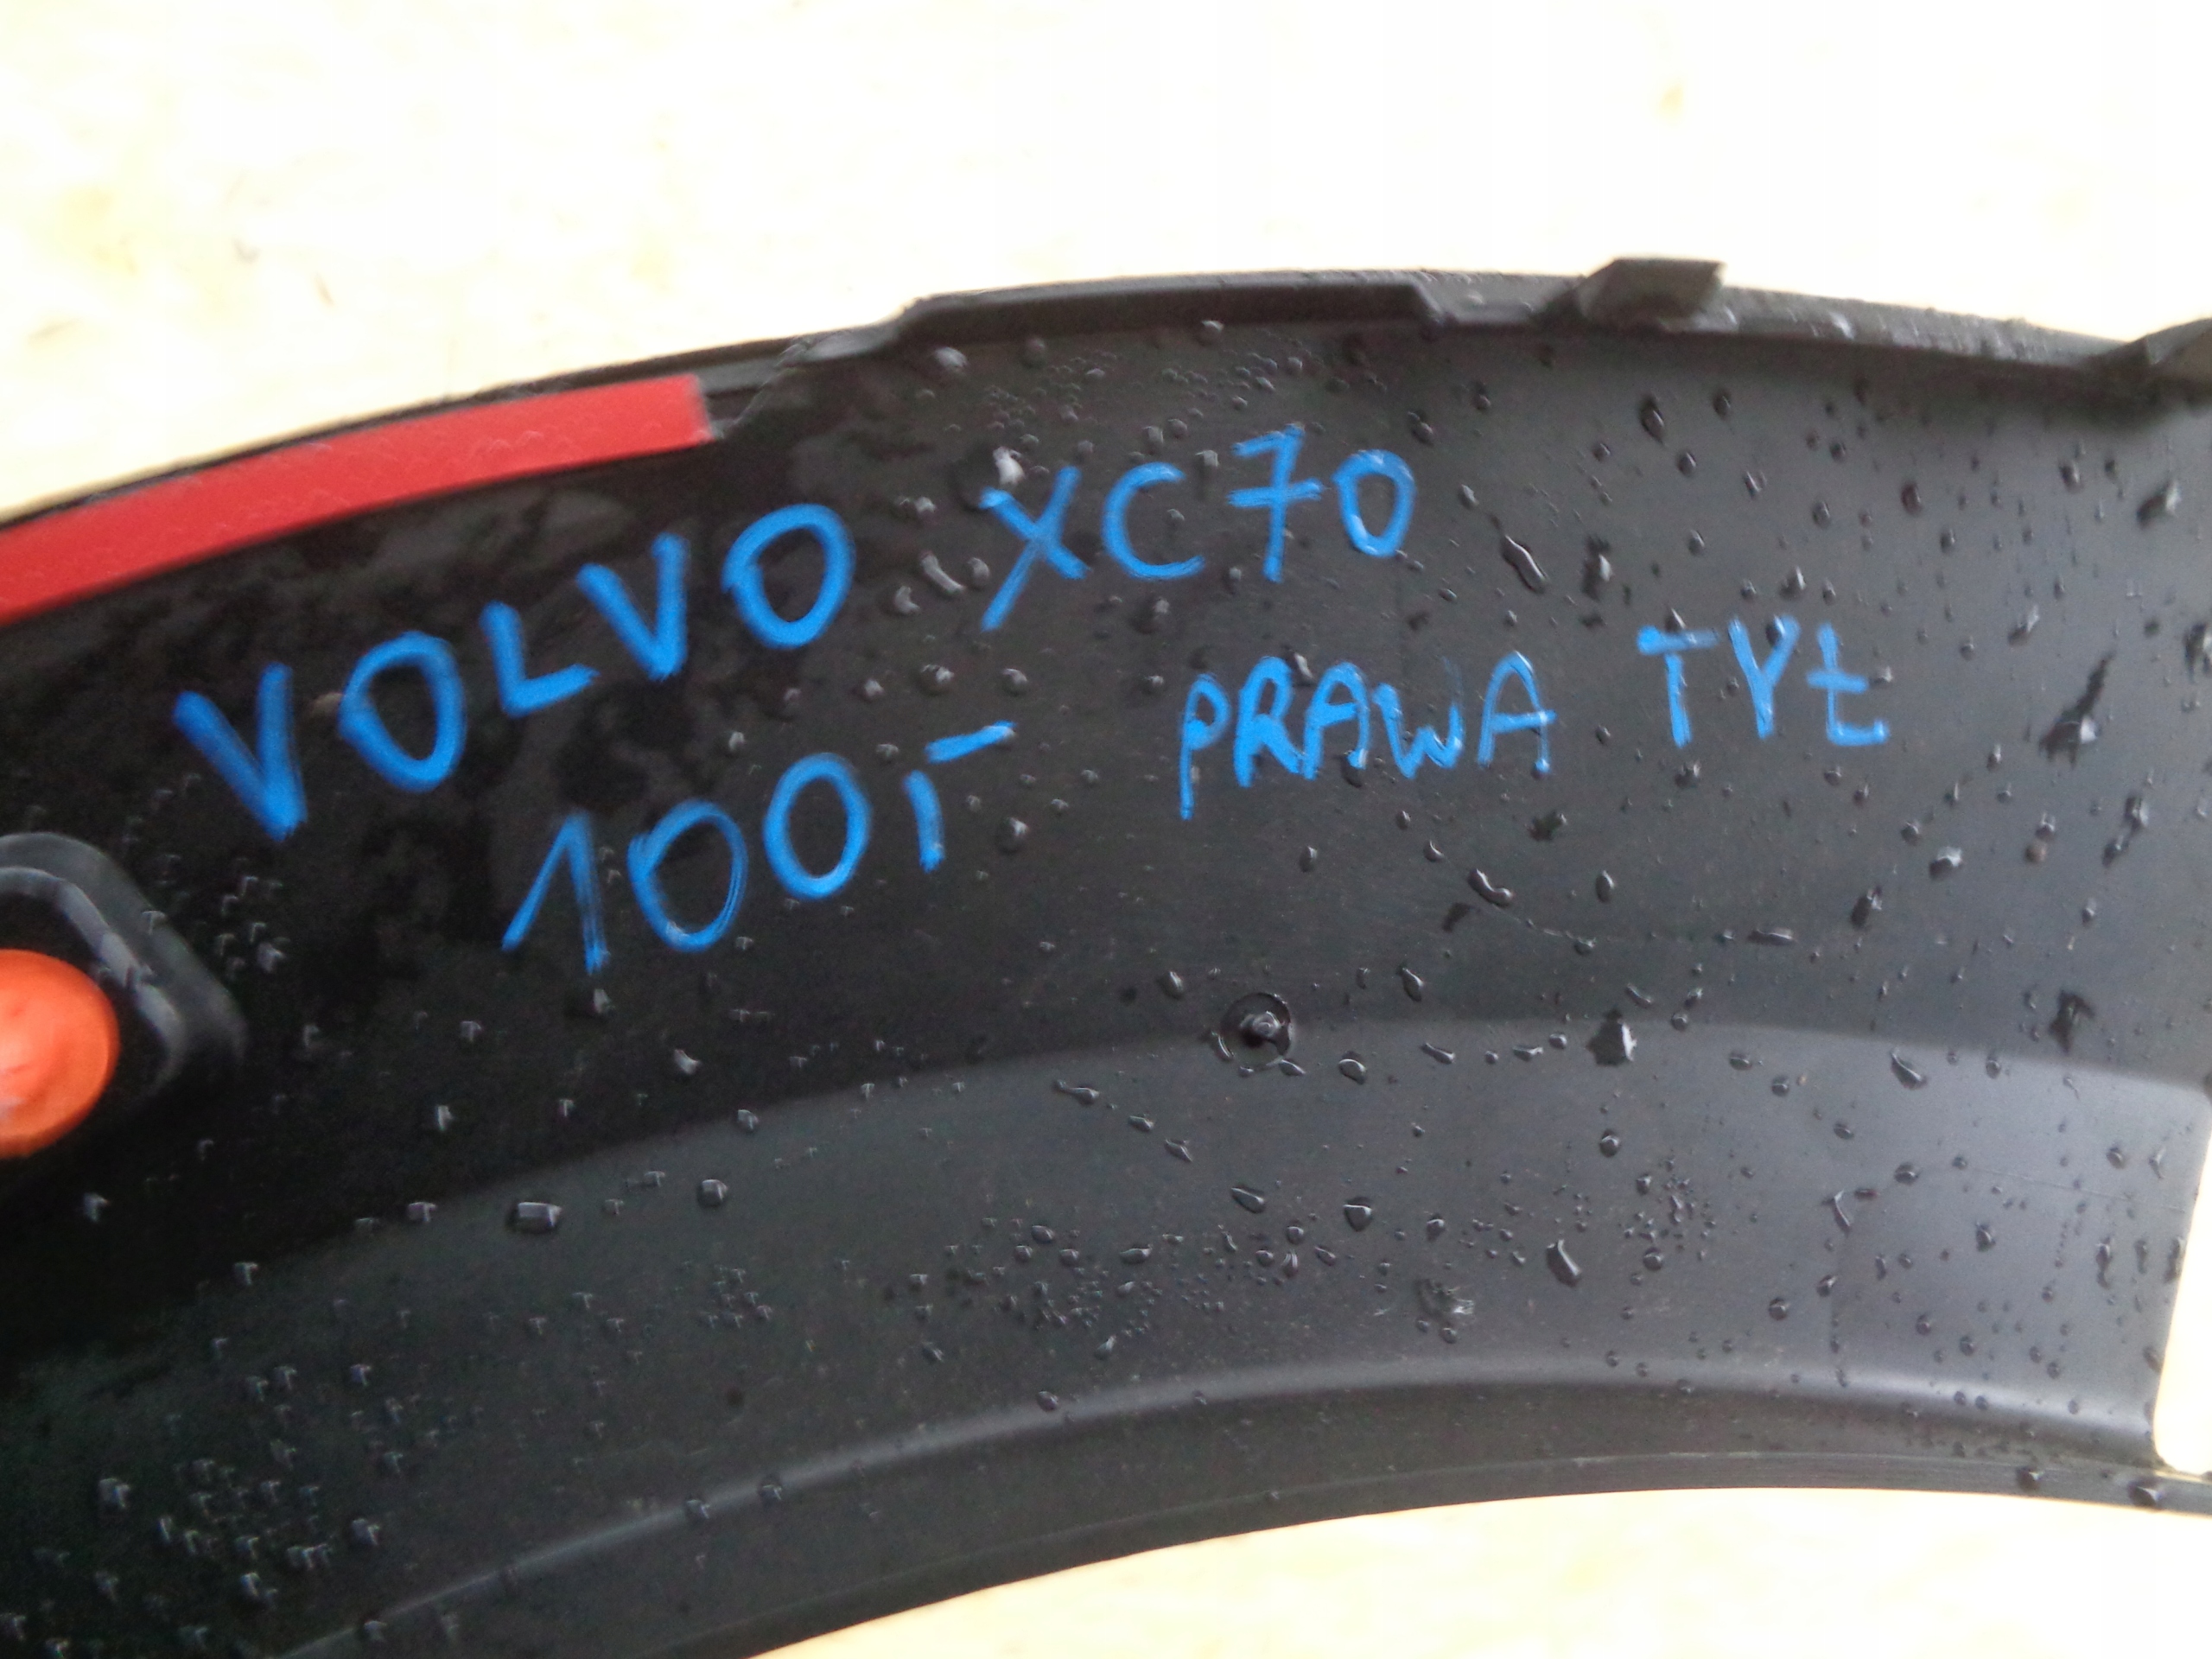 VOLVO XC70
100r PRAWA TYŁ